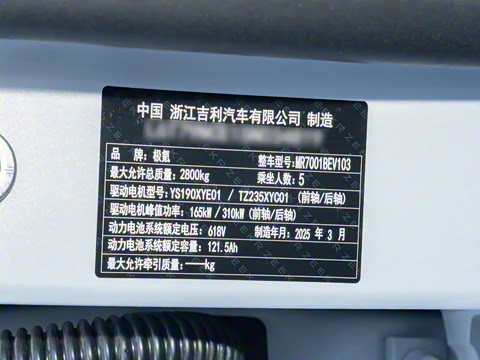 中国 浙江吉利汽车有限公司 制造
品 牌：极氪 整车型号：MR7001BEV103
最大允许总质量：2800kg 乘坐人数：5
驱动电机型号：YS190XYE01 / TZ235XYC01（前轴/后轴）
驱动电机峰值功率：165kW / 310kW（前轴/后轴）
动力电池系统额定电压：618V 制造年月：2025 年 3 月
动力电池系统额定容量：121.5Ah
最大允许牵引质量：——kg